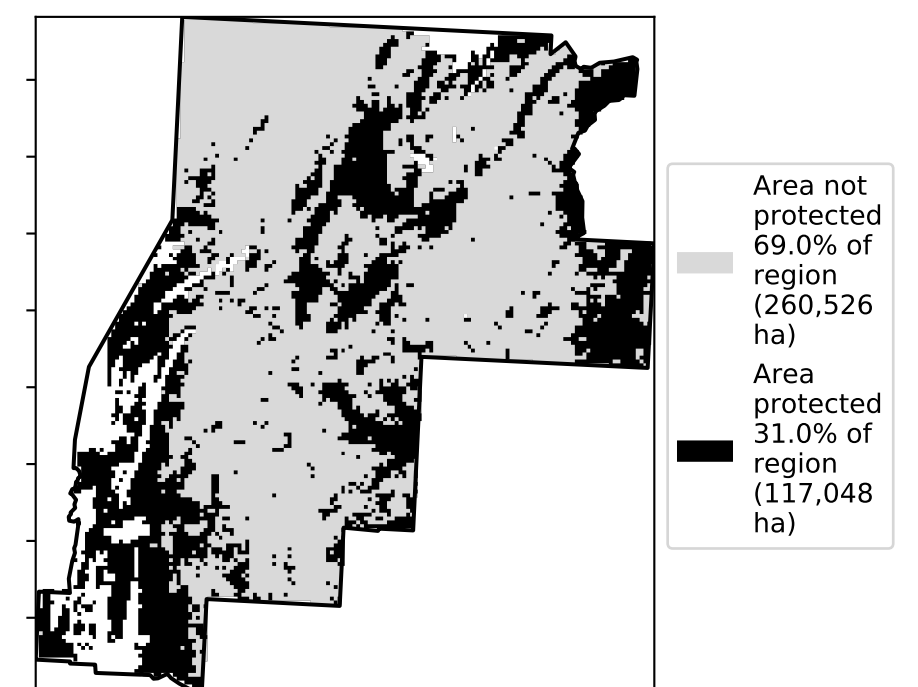 Area not
protected
69.0% of
region
(260,526
ha)
Area
protected
31.0% of
region
(117,048
ha)